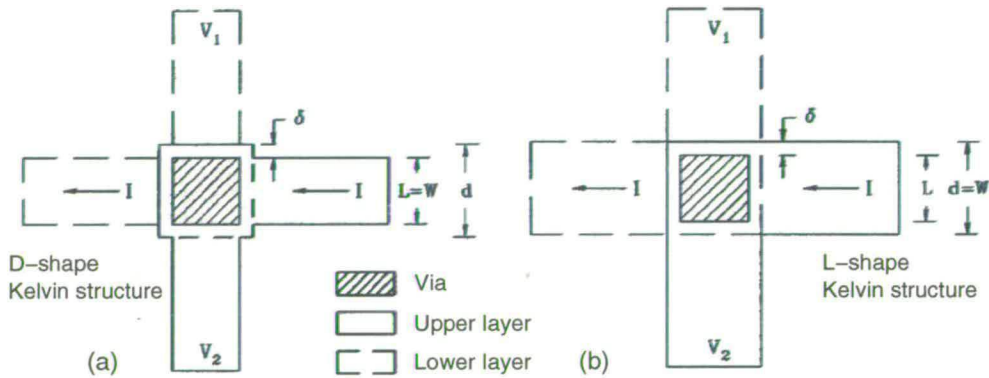 V₁
δ
I
I
L=W
d
V₂
D–shape
Kelvin structure
(a)
Via
Upper layer
Lower layer
V₁
δ
I
I
L
d=W
V₂
L–shape
Kelvin structure
(b)